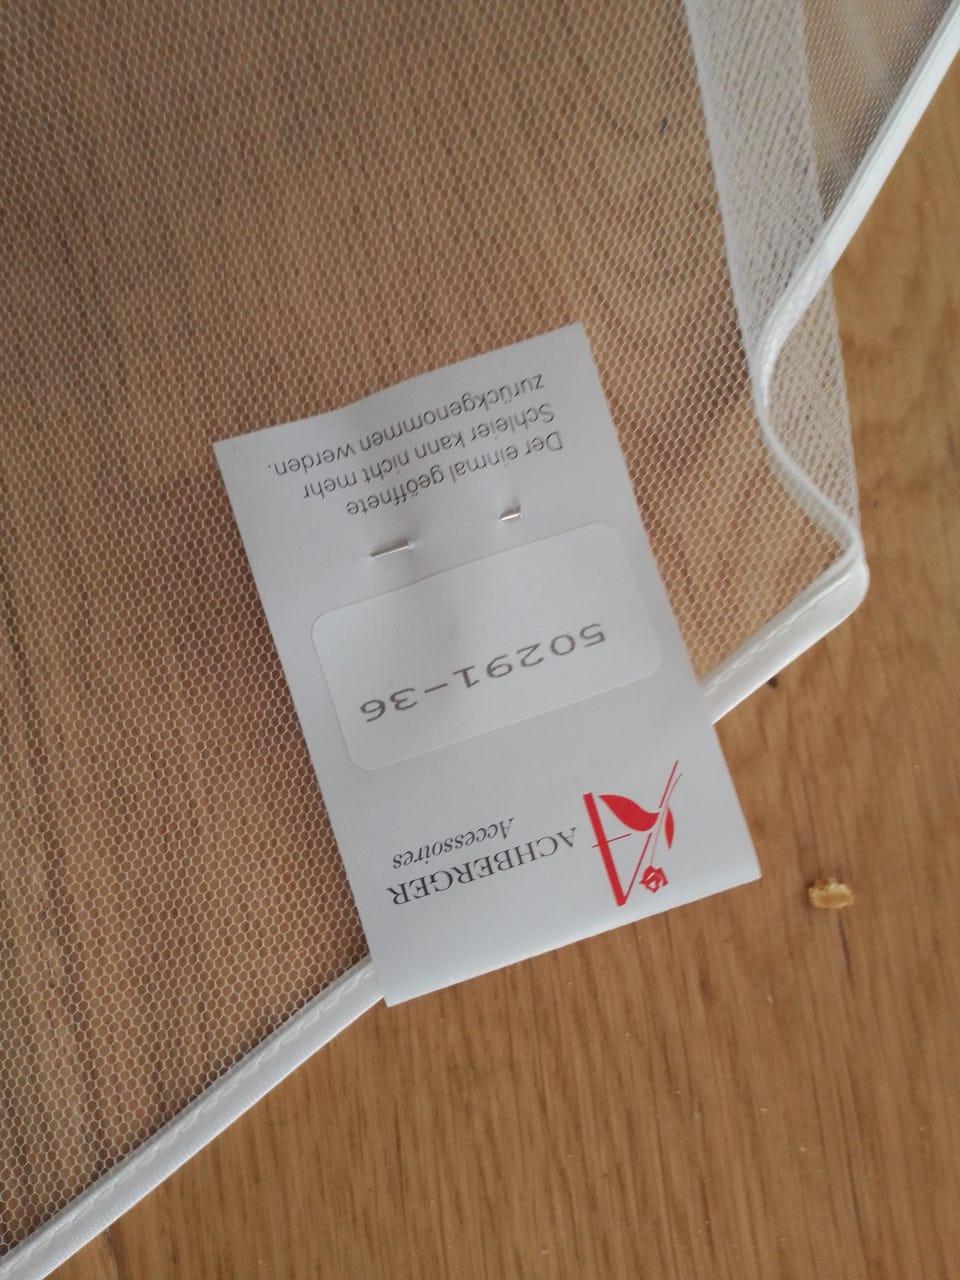 ACHBERGER
Accessoires
50291-36
Der einmal geöffnete
Schleier kann nicht mehr
zurückgenommen werden.